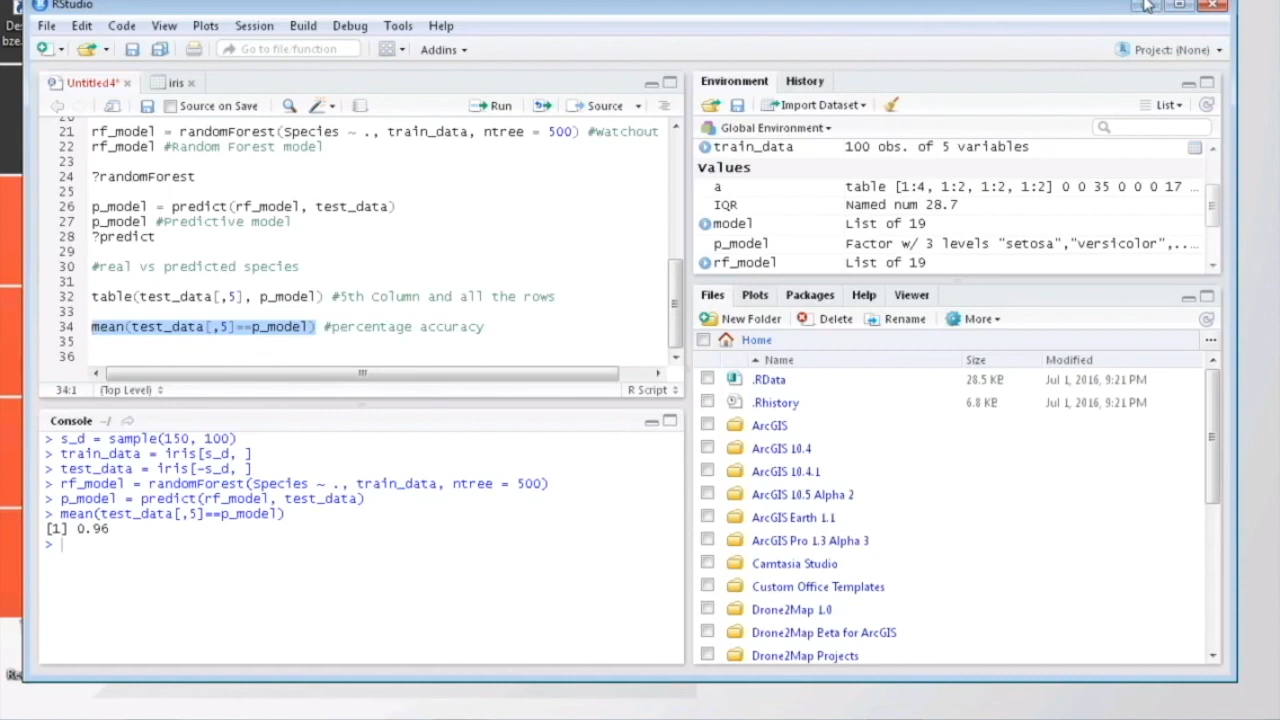 De
bze.
RStudio
File Edit Code View Plots Session Build Debug Tools Help
Go to file/function Addins Project: (None)
Untitled4* iris
Source on Save Run Source
20
21 rf_model = randomForest(Species ~ ., train_data, ntree = 500) #Watchout
22 rf_model #Random Forest model
23
24 ?randomForest
25
26 p_model = predict(rf_model, test_data)
27 p_model #Predictive model
28 ?predict
29
30 #real vs predicted species
31
32 table(test_data[,5], p_model) #5th Column and all the rows
33
34 mean(test_data[,5]==p_model) #percentage accuracy
35
36
34:1 (Top Level) R Script
Console ~/
> s_d = sample(150, 100)
> train_data = iris[s_d, ]
> test_data = iris[-s_d, ]
> rf_model = randomForest(Species ~ ., train_data, ntree = 500)
> p_model = predict(rf_model, test_data)
> mean(test_data[,5]==p_model)
[1] 0.96
>
Environment History
Import Dataset List
Global Environment
train_data 100 obs. of 5 variables
Values
a table [1:4, 1:2, 1:2, 1:2] 0 0 35 0 0 0 17 ...
IQR Named num 28.7
model List of 19
p_model Factor w/ 3 levels "setosa","versicolor",..…
rf_model List of 19
Files Plots Packages Help Viewer
New Folder Delete Rename More
Home ...
Name Size Modified
.RData 28.5 KB Jul 1, 2016, 9:21 PM
.Rhistory 6.8 KB Jul 1, 2016, 9:21 PM
ArcGIS
ArcGIS 10.4
ArcGIS 10.4.1
ArcGIS 10.5 Alpha 2
ArcGIS Earth 1.1
ArcGIS Pro 1.3 Alpha 3
Camtasia Studio
Custom Office Templates
Drone2Map 1.0
Drone2Map Beta for ArcGIS
Drone2Map Projects